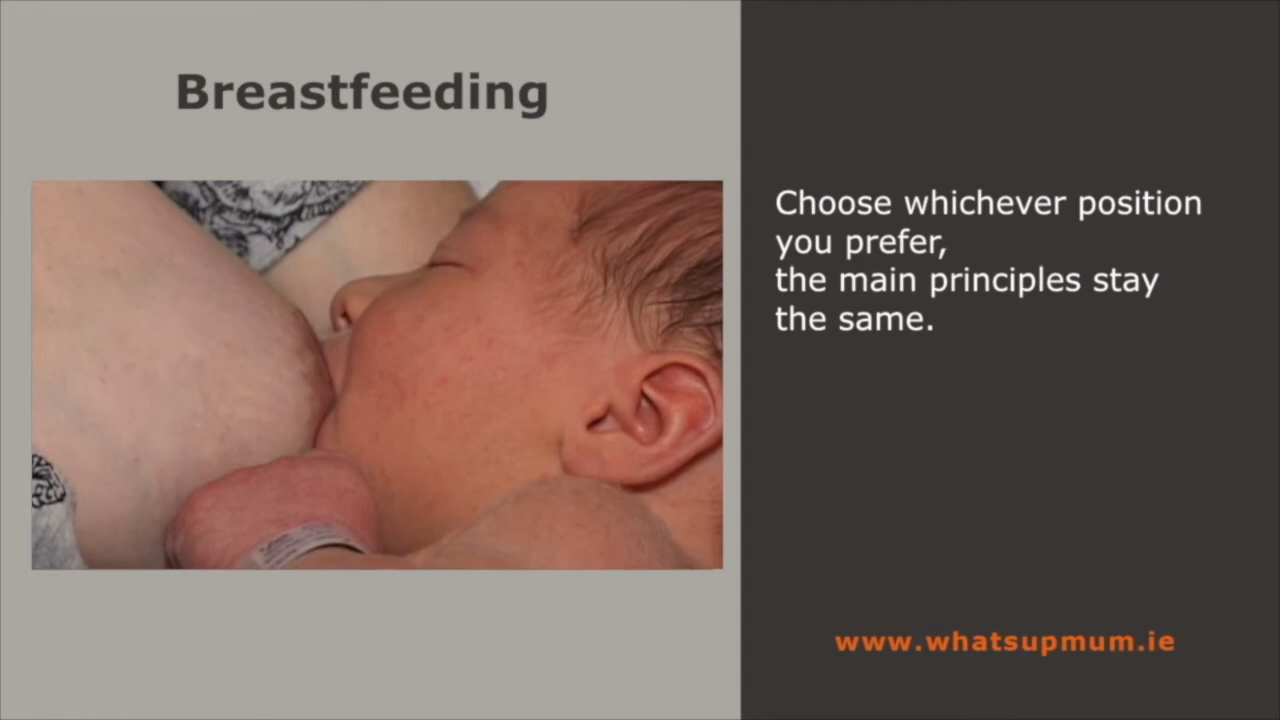 Breastfeeding
Choose whichever position
you prefer,
the main principles stay
the same.
www.whatsupmum.ie